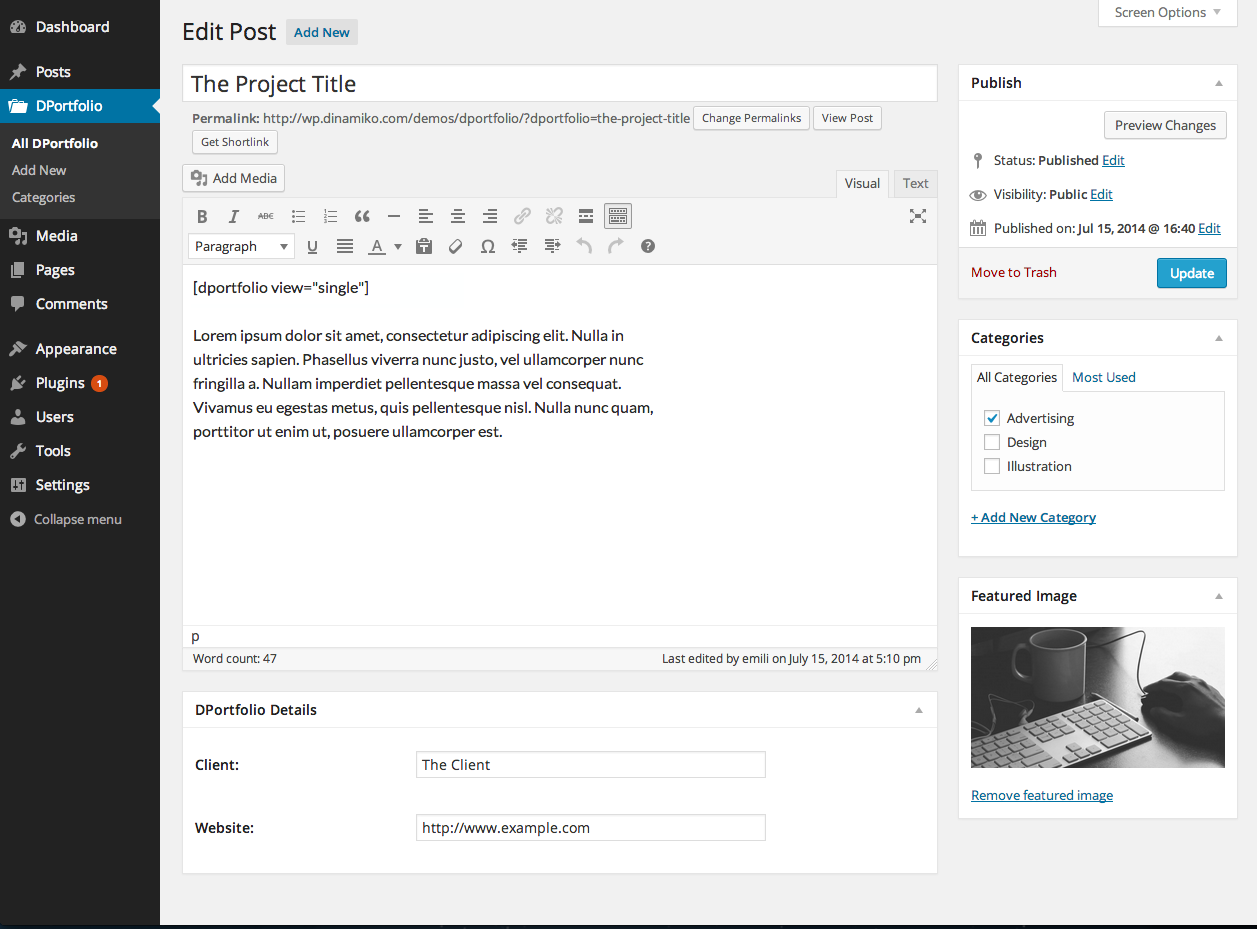 Dashboard
Posts
DPortfolio
All DPortfolio
Add New
Categories
Media
Pages
Comments
Appearance
Plugins 1
Users
Tools
Settings
Collapse menu
Screen Options
Edit Post Add New
The Project Title
Permalink: http://wp.dinamiko.com/demos/dportfolio/?dportfolio=the-project-title Change Permalinks View Post
Get Shortlink
Add Media
Visual Text
B I ABC
Paragraph U A Ω ?
[dportfolio view="single"]
Lorem ipsum dolor sit amet, consectetur adipiscing elit. Nulla in
ultricies sapien. Phasellus viverra nunc justo, vel ullamcorper nunc
fringilla a. Nullam imperdiet pellentesque massa vel consequat.
Vivamus eu egestas metus, quis pellentesque nisl. Nulla nunc quam,
porttitor ut enim ut, posuere ullamcorper est.
p
Word count: 47 Last edited by emili on July 15, 2014 at 5:10 pm
DPortfolio Details
Client: The Client
Website: http://www.example.com
Publish
Preview Changes
Status: Published Edit
Visibility: Public Edit
Published on: Jul 15, 2014 @ 16:40 Edit
Move to Trash Update
Categories
All Categories Most Used
Advertising
Design
Illustration
+ Add New Category
Featured Image
Remove featured image